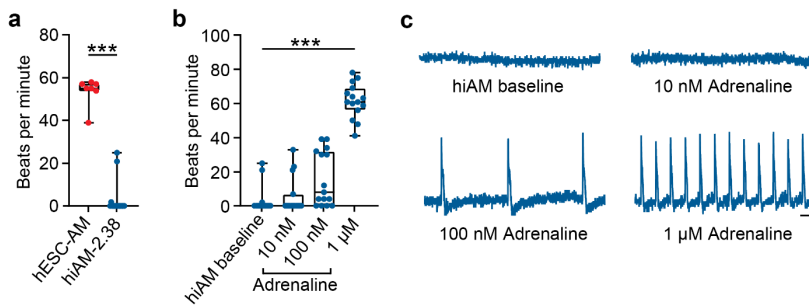 a
***
Beats per minute
80
60
40
20
0
hESC-AM
hiAM-2.38
b
***
Beats per minute
100
80
60
40
20
0
hiAM baseline
10 nM
100 nM
1 µM
Adrenaline
c
hiAM baseline
10 nM Adrenaline
100 nM Adrenaline
1 µM Adrenaline